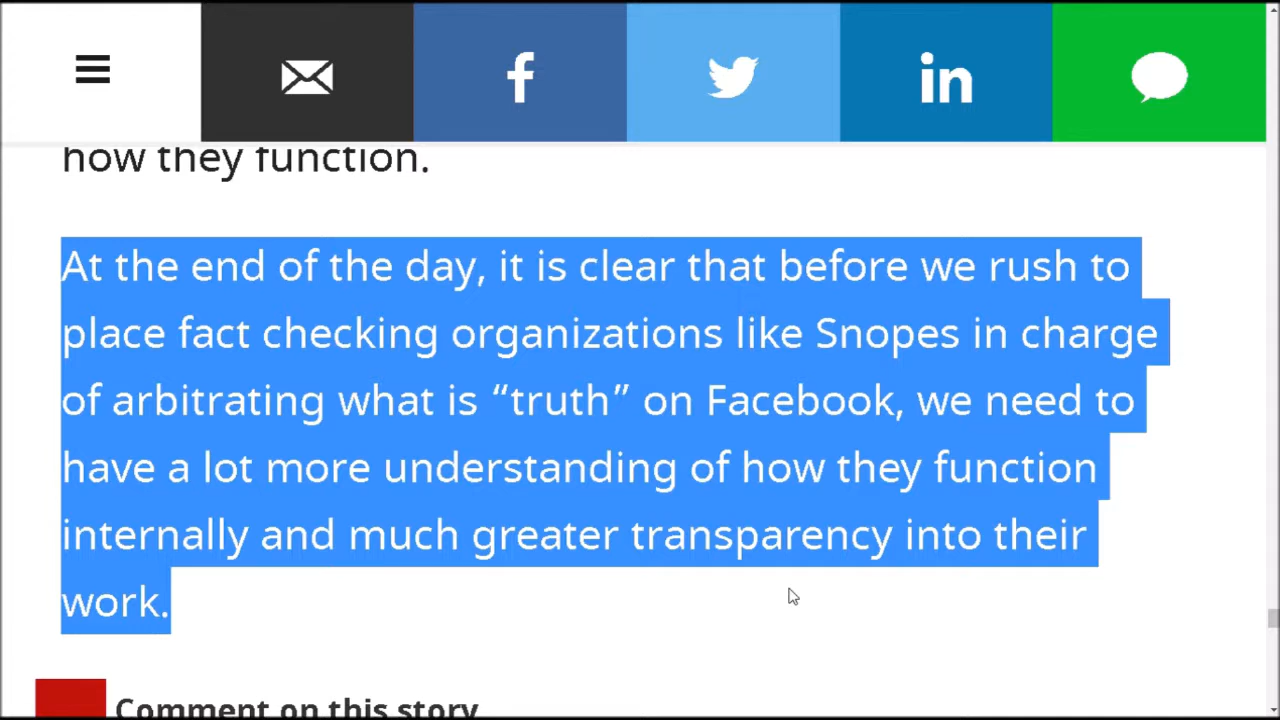 how they function.
At the end of the day, it is clear that before we rush to
place fact checking organizations like Snopes in charge
of arbitrating what is “truth” on Facebook, we need to
have a lot more understanding of how they function
internally and much greater transparency into their
work.
Comment on this story